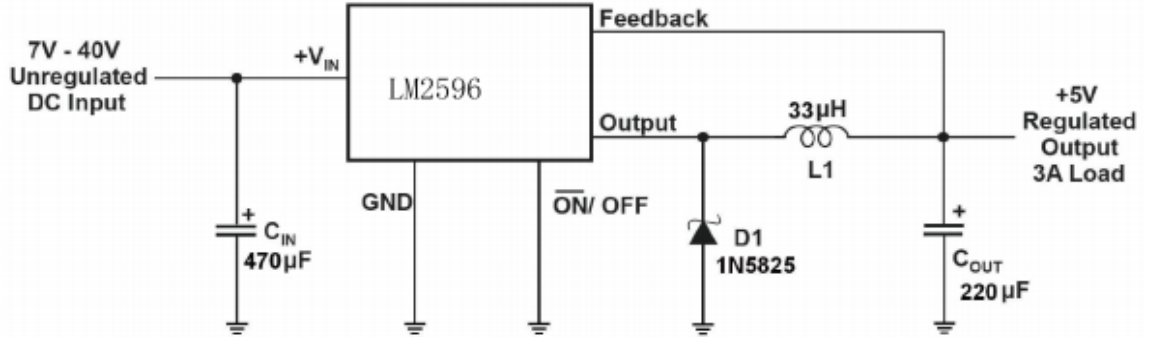 7V - 40V
Unregulated
DC Input
+VIN
LM2596
Feedback
Output
33µH
L1
+5V
Regulated
Output
3A Load
GND
ON/ OFF
+
CIN
470µF
D1
1N5825
+
COUT
220µF